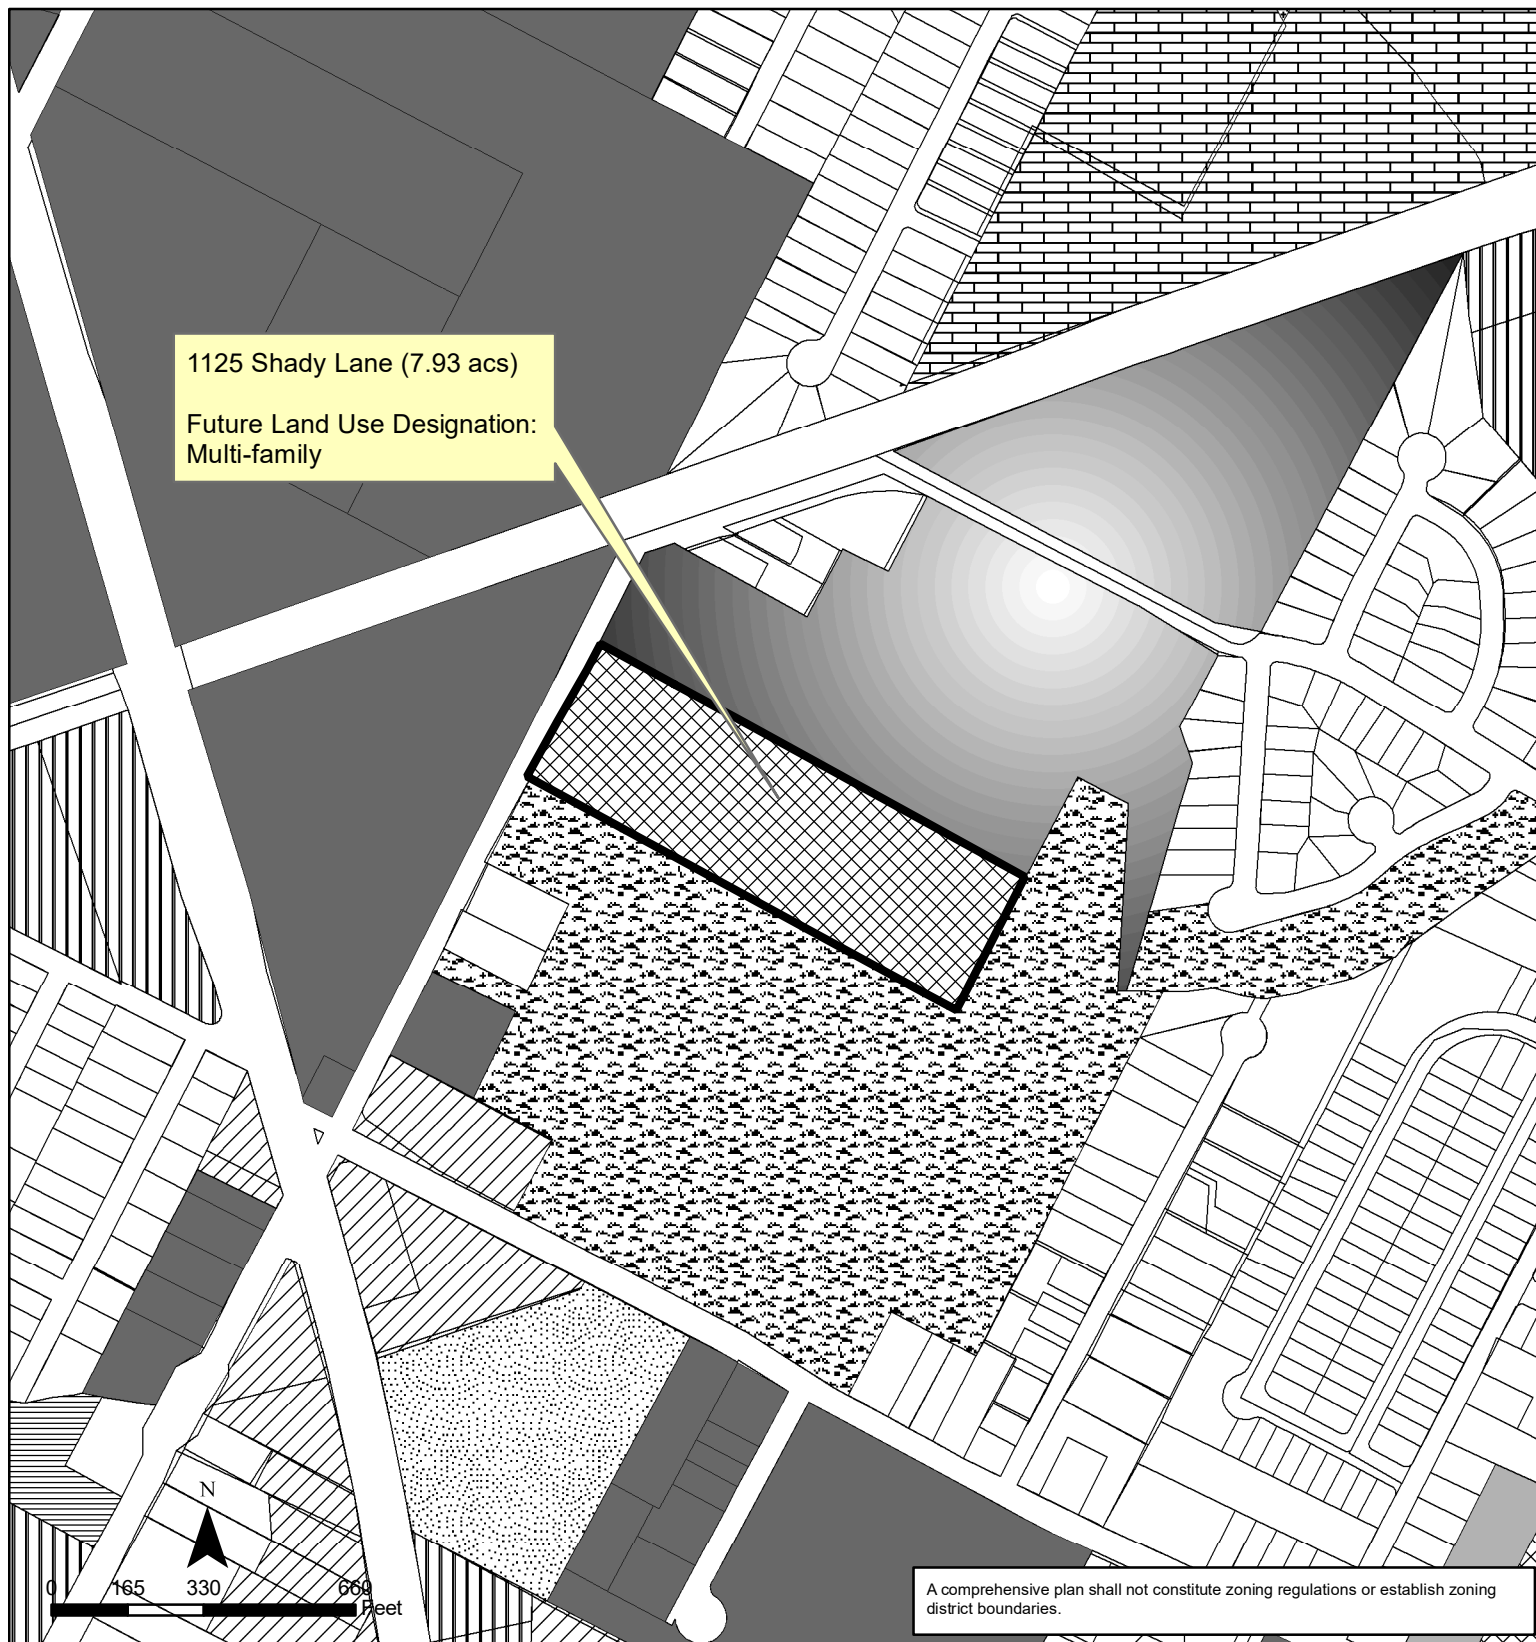 1125 Shady Lane (7.93 acs)
Future Land Use Designation:
Multi-family
N
0 165 330 660
Feet
A comprehensive plan shall not constitute zoning regulations or establish zoning
district boundaries.